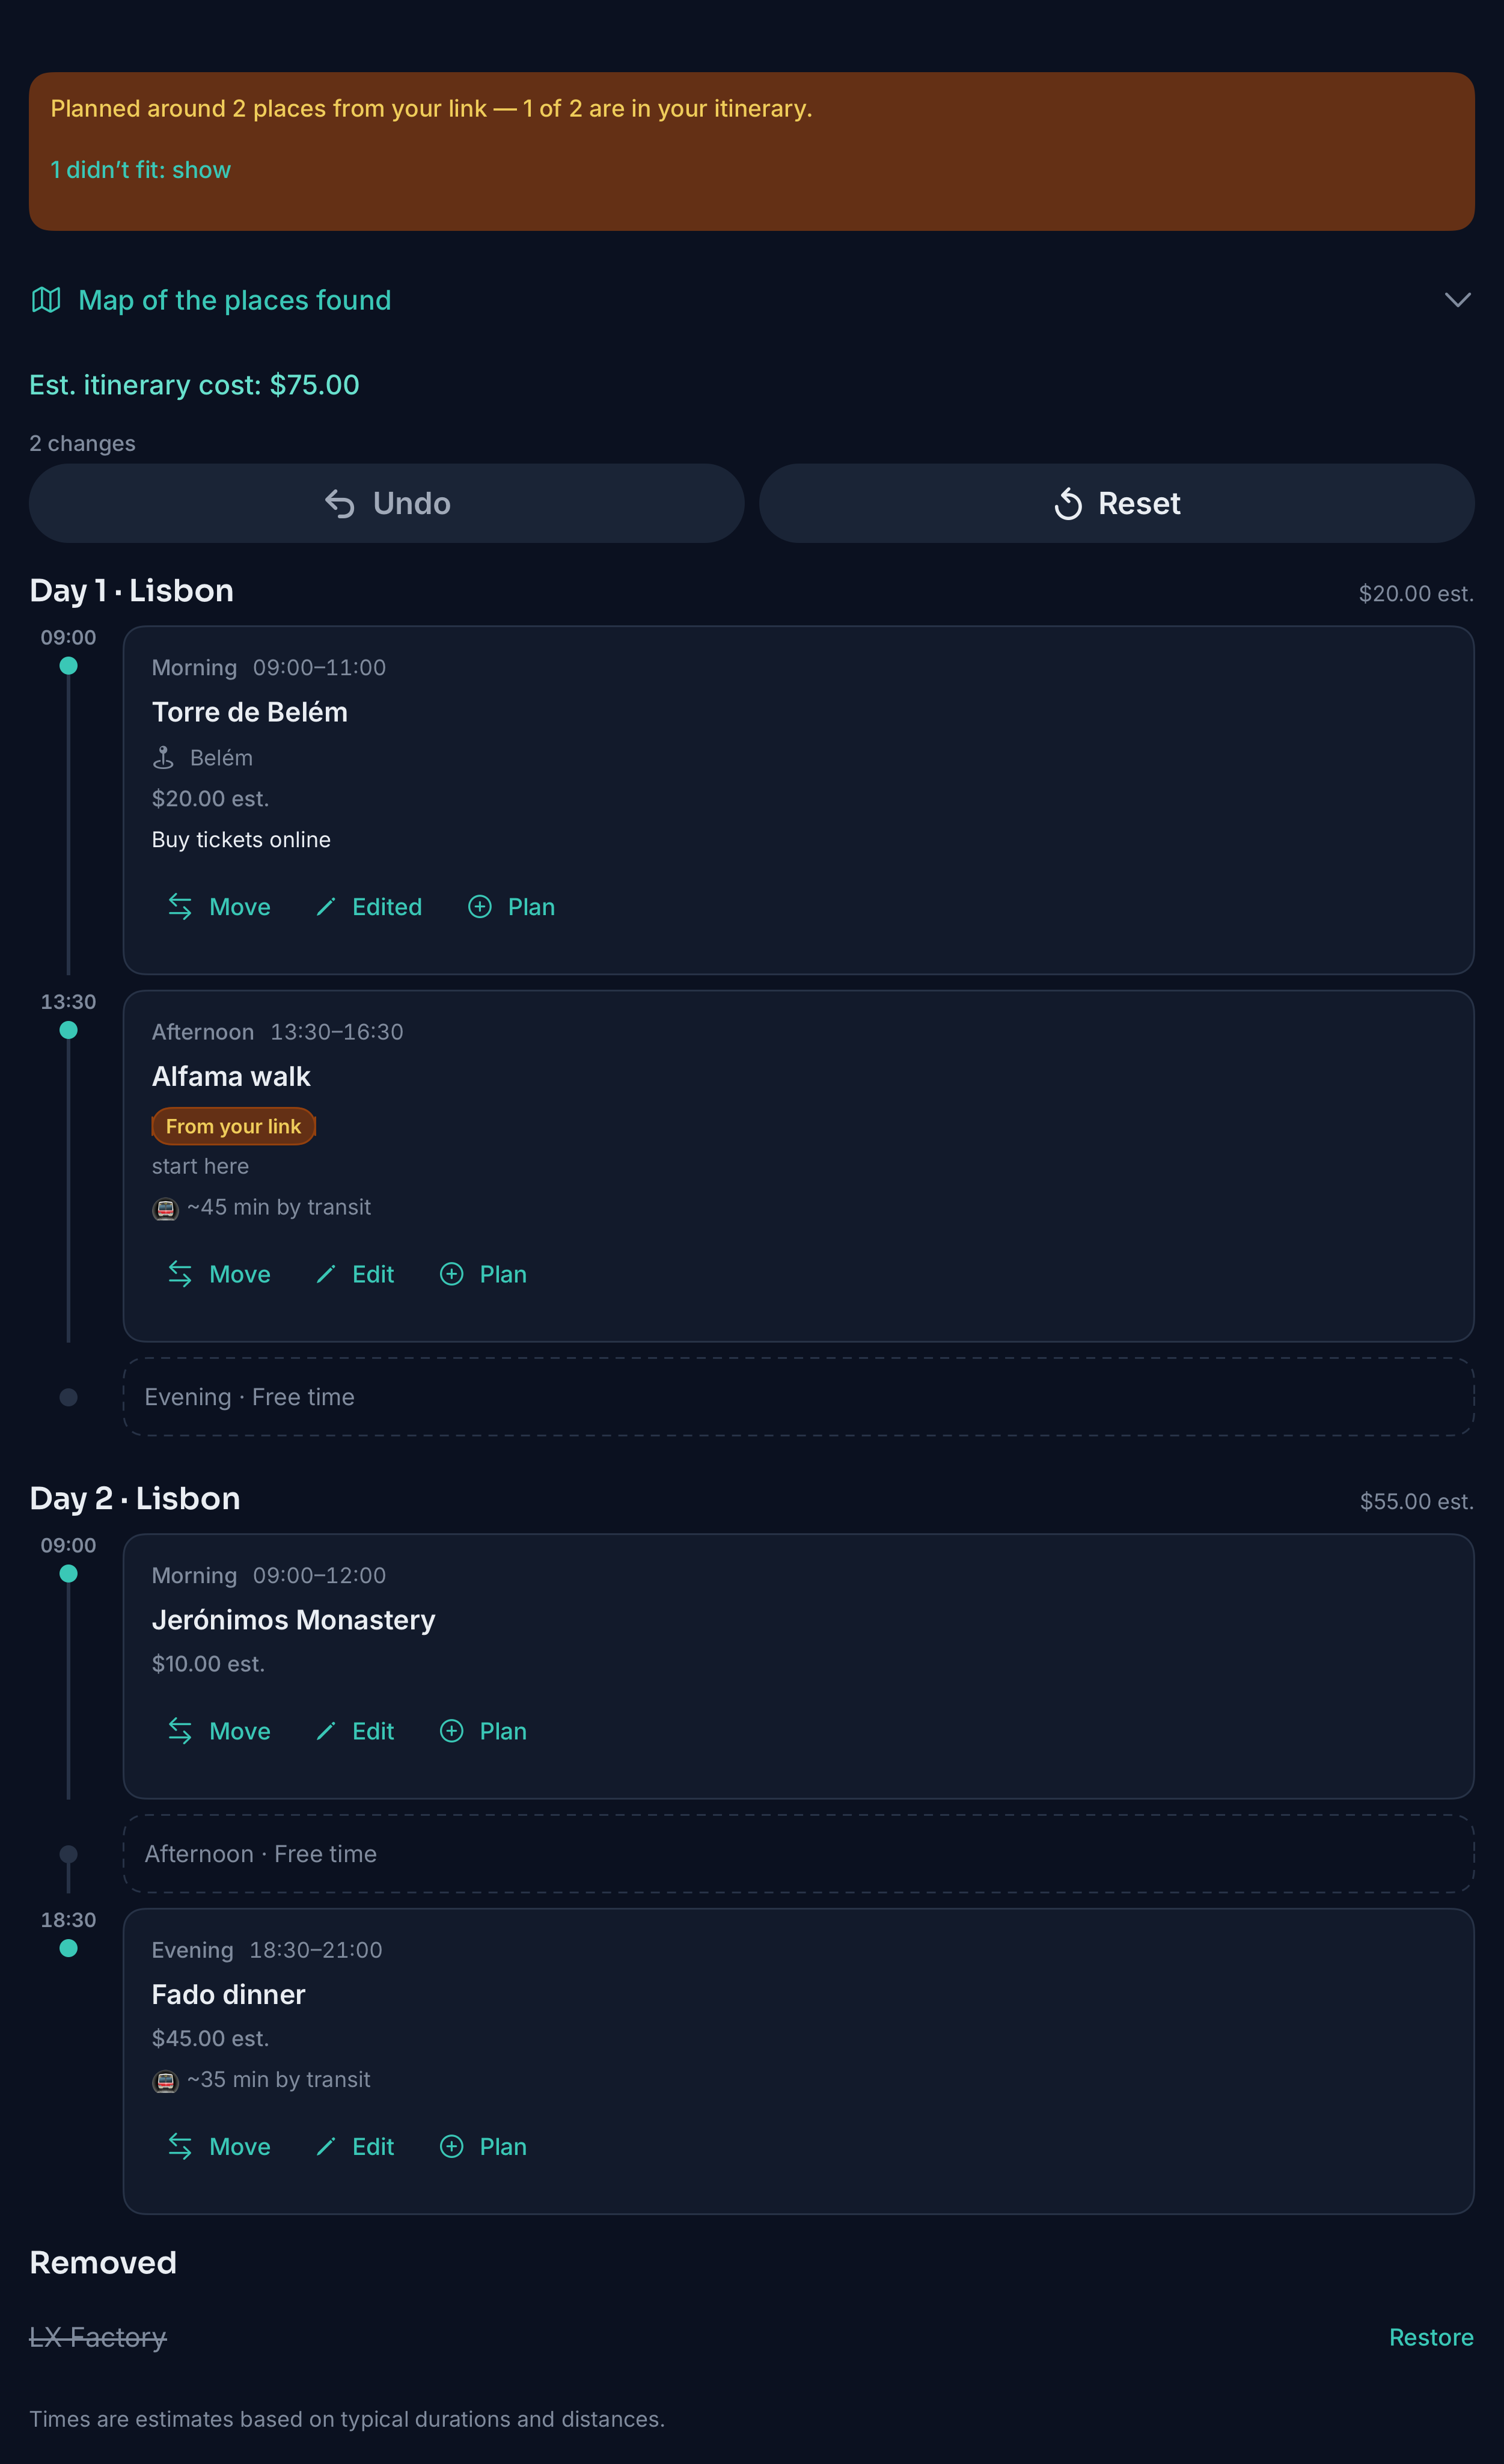 Planned around 2 places from your link — 1 of 2 are in your itinerary.
1 didn’t fit: show
Map of the places found
Est. itinerary cost: $75.00
2 changes
Undo
Reset
Day 1 · Lisbon
$20.00 est.
09:00
Morning 09:00–11:00
Torre de Belém
Belém
$20.00 est.
Buy tickets online
Move
Edited
Plan
13:30
Afternoon 13:30–16:30
Alfama walk
From your link
start here
~45 min by transit
Move
Edit
Plan
Evening · Free time
Day 2 · Lisbon
$55.00 est.
09:00
Morning 09:00–12:00
Jerónimos Monastery
$10.00 est.
Move
Edit
Plan
Afternoon · Free time
18:30
Evening 18:30–21:00
Fado dinner
$45.00 est.
~35 min by transit
Move
Edit
Plan
Removed
LX Factory
Restore
Times are estimates based on typical durations and distances.